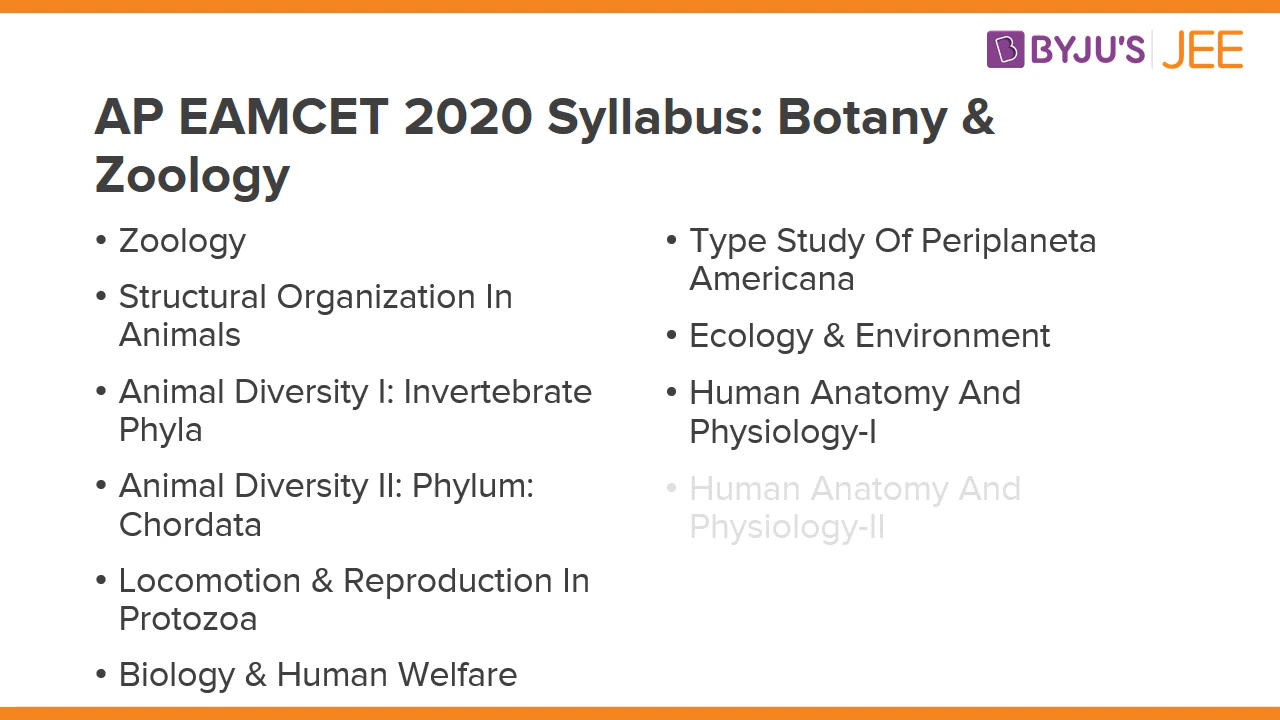 BYJU'S JEE
AP EAMCET 2020 Syllabus: Botany &
Zoology
• Zoology
• Structural Organization In
Animals
• Animal Diversity I: Invertebrate
Phyla
• Animal Diversity II: Phylum:
Chordata
• Locomotion & Reproduction In
Protozoa
• Biology & Human Welfare
• Type Study Of Periplaneta
Americana
• Ecology & Environment
• Human Anatomy And
Physiology-I
• Human Anatomy And
Physiology-II